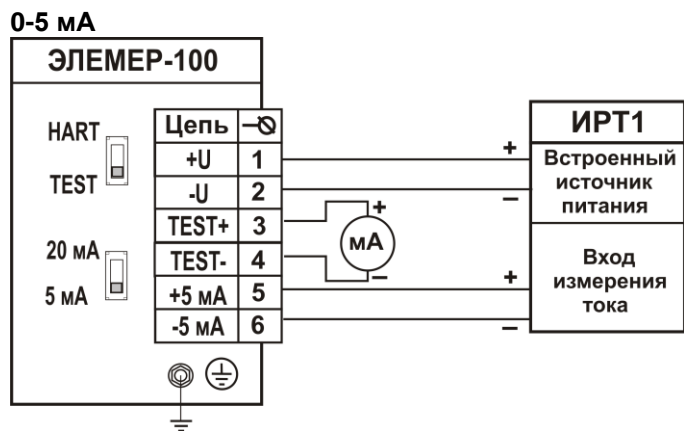 0-5 мА
ЭЛЕМЕР-100
HART
TEST
20 мА
5 мА
Цепь
+U 1
-U 2
TEST+ 3
TEST- 4
+5 мА 5
-5 мА 6
+
мА
−
+
−
+
−
ИРТ1
Встроенный
источник
питания
Вход
измерения
тока